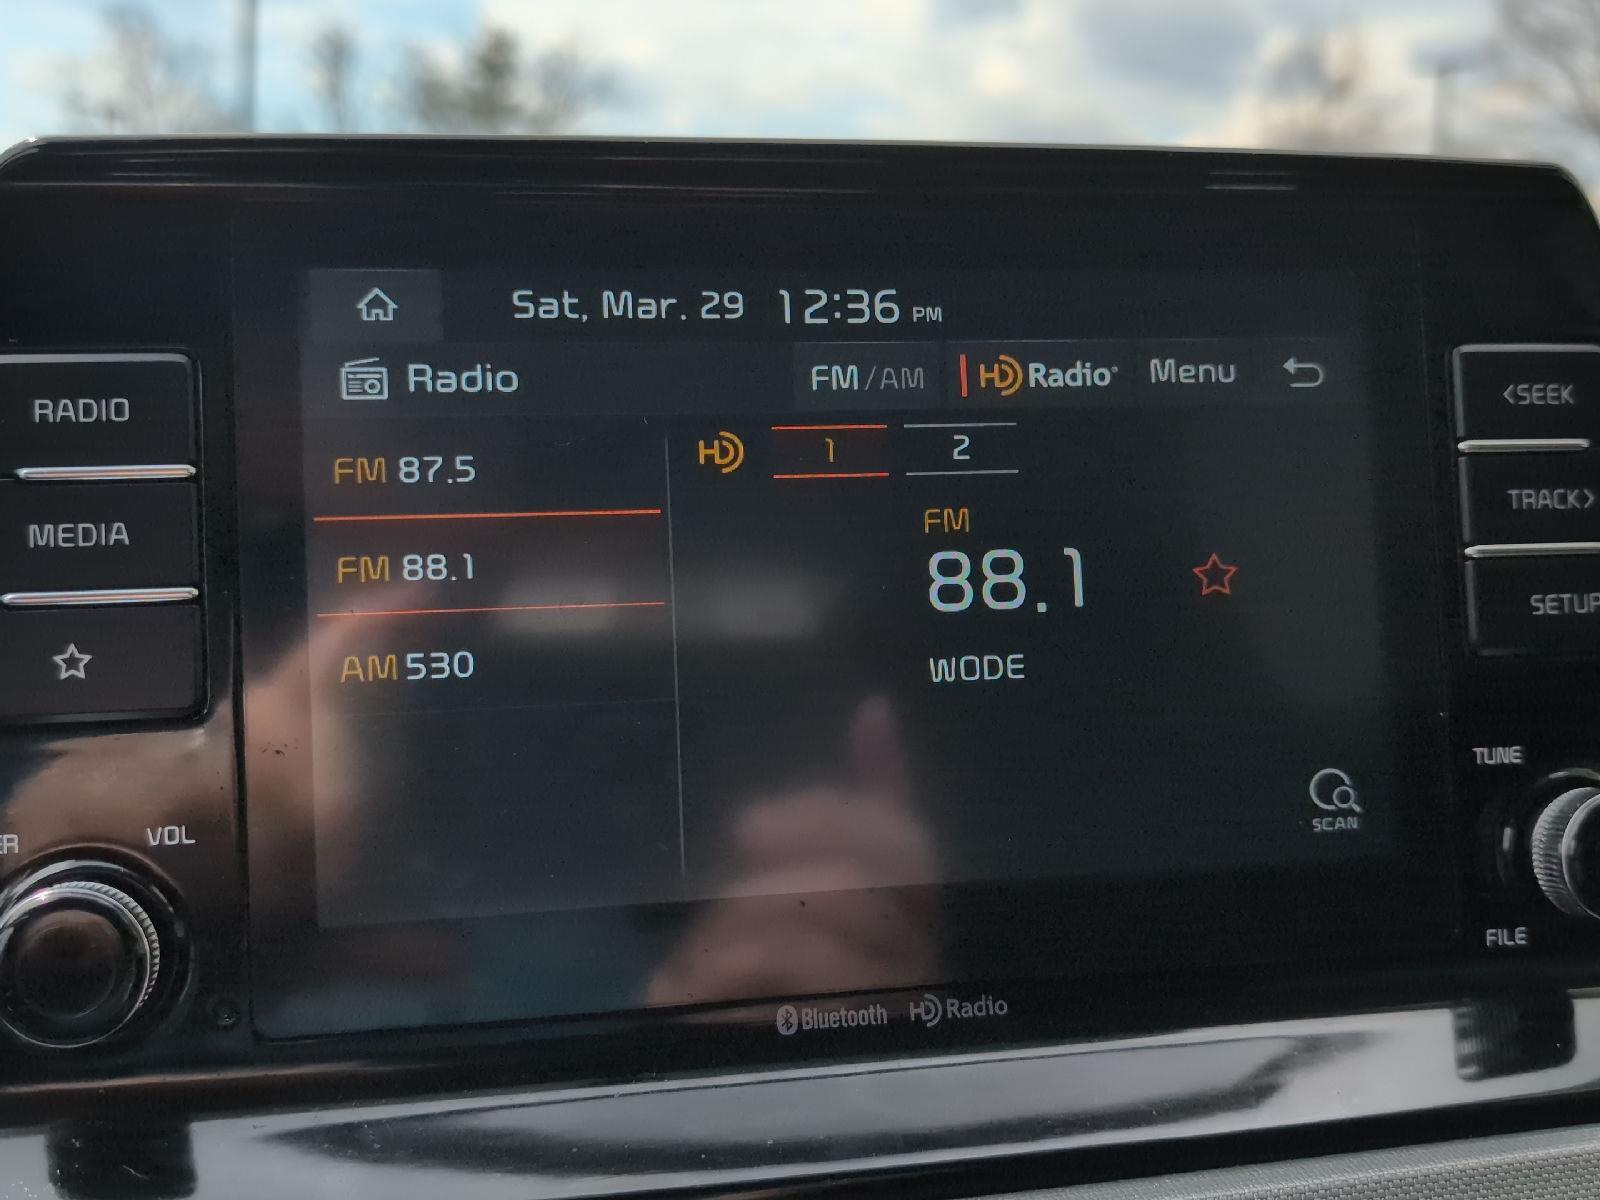 Sat, Mar. 29 12:36 PM
Radio FM/AM HD Radio Menu
RADIO
MEDIA
VOL
FM 87.5
FM 88.1
AM 530
HD 1 2
FM
88.1
WODE
SCAN
<SEEK
TRACK>
SETUP
TUNE
FILE
Bluetooth HD Radio